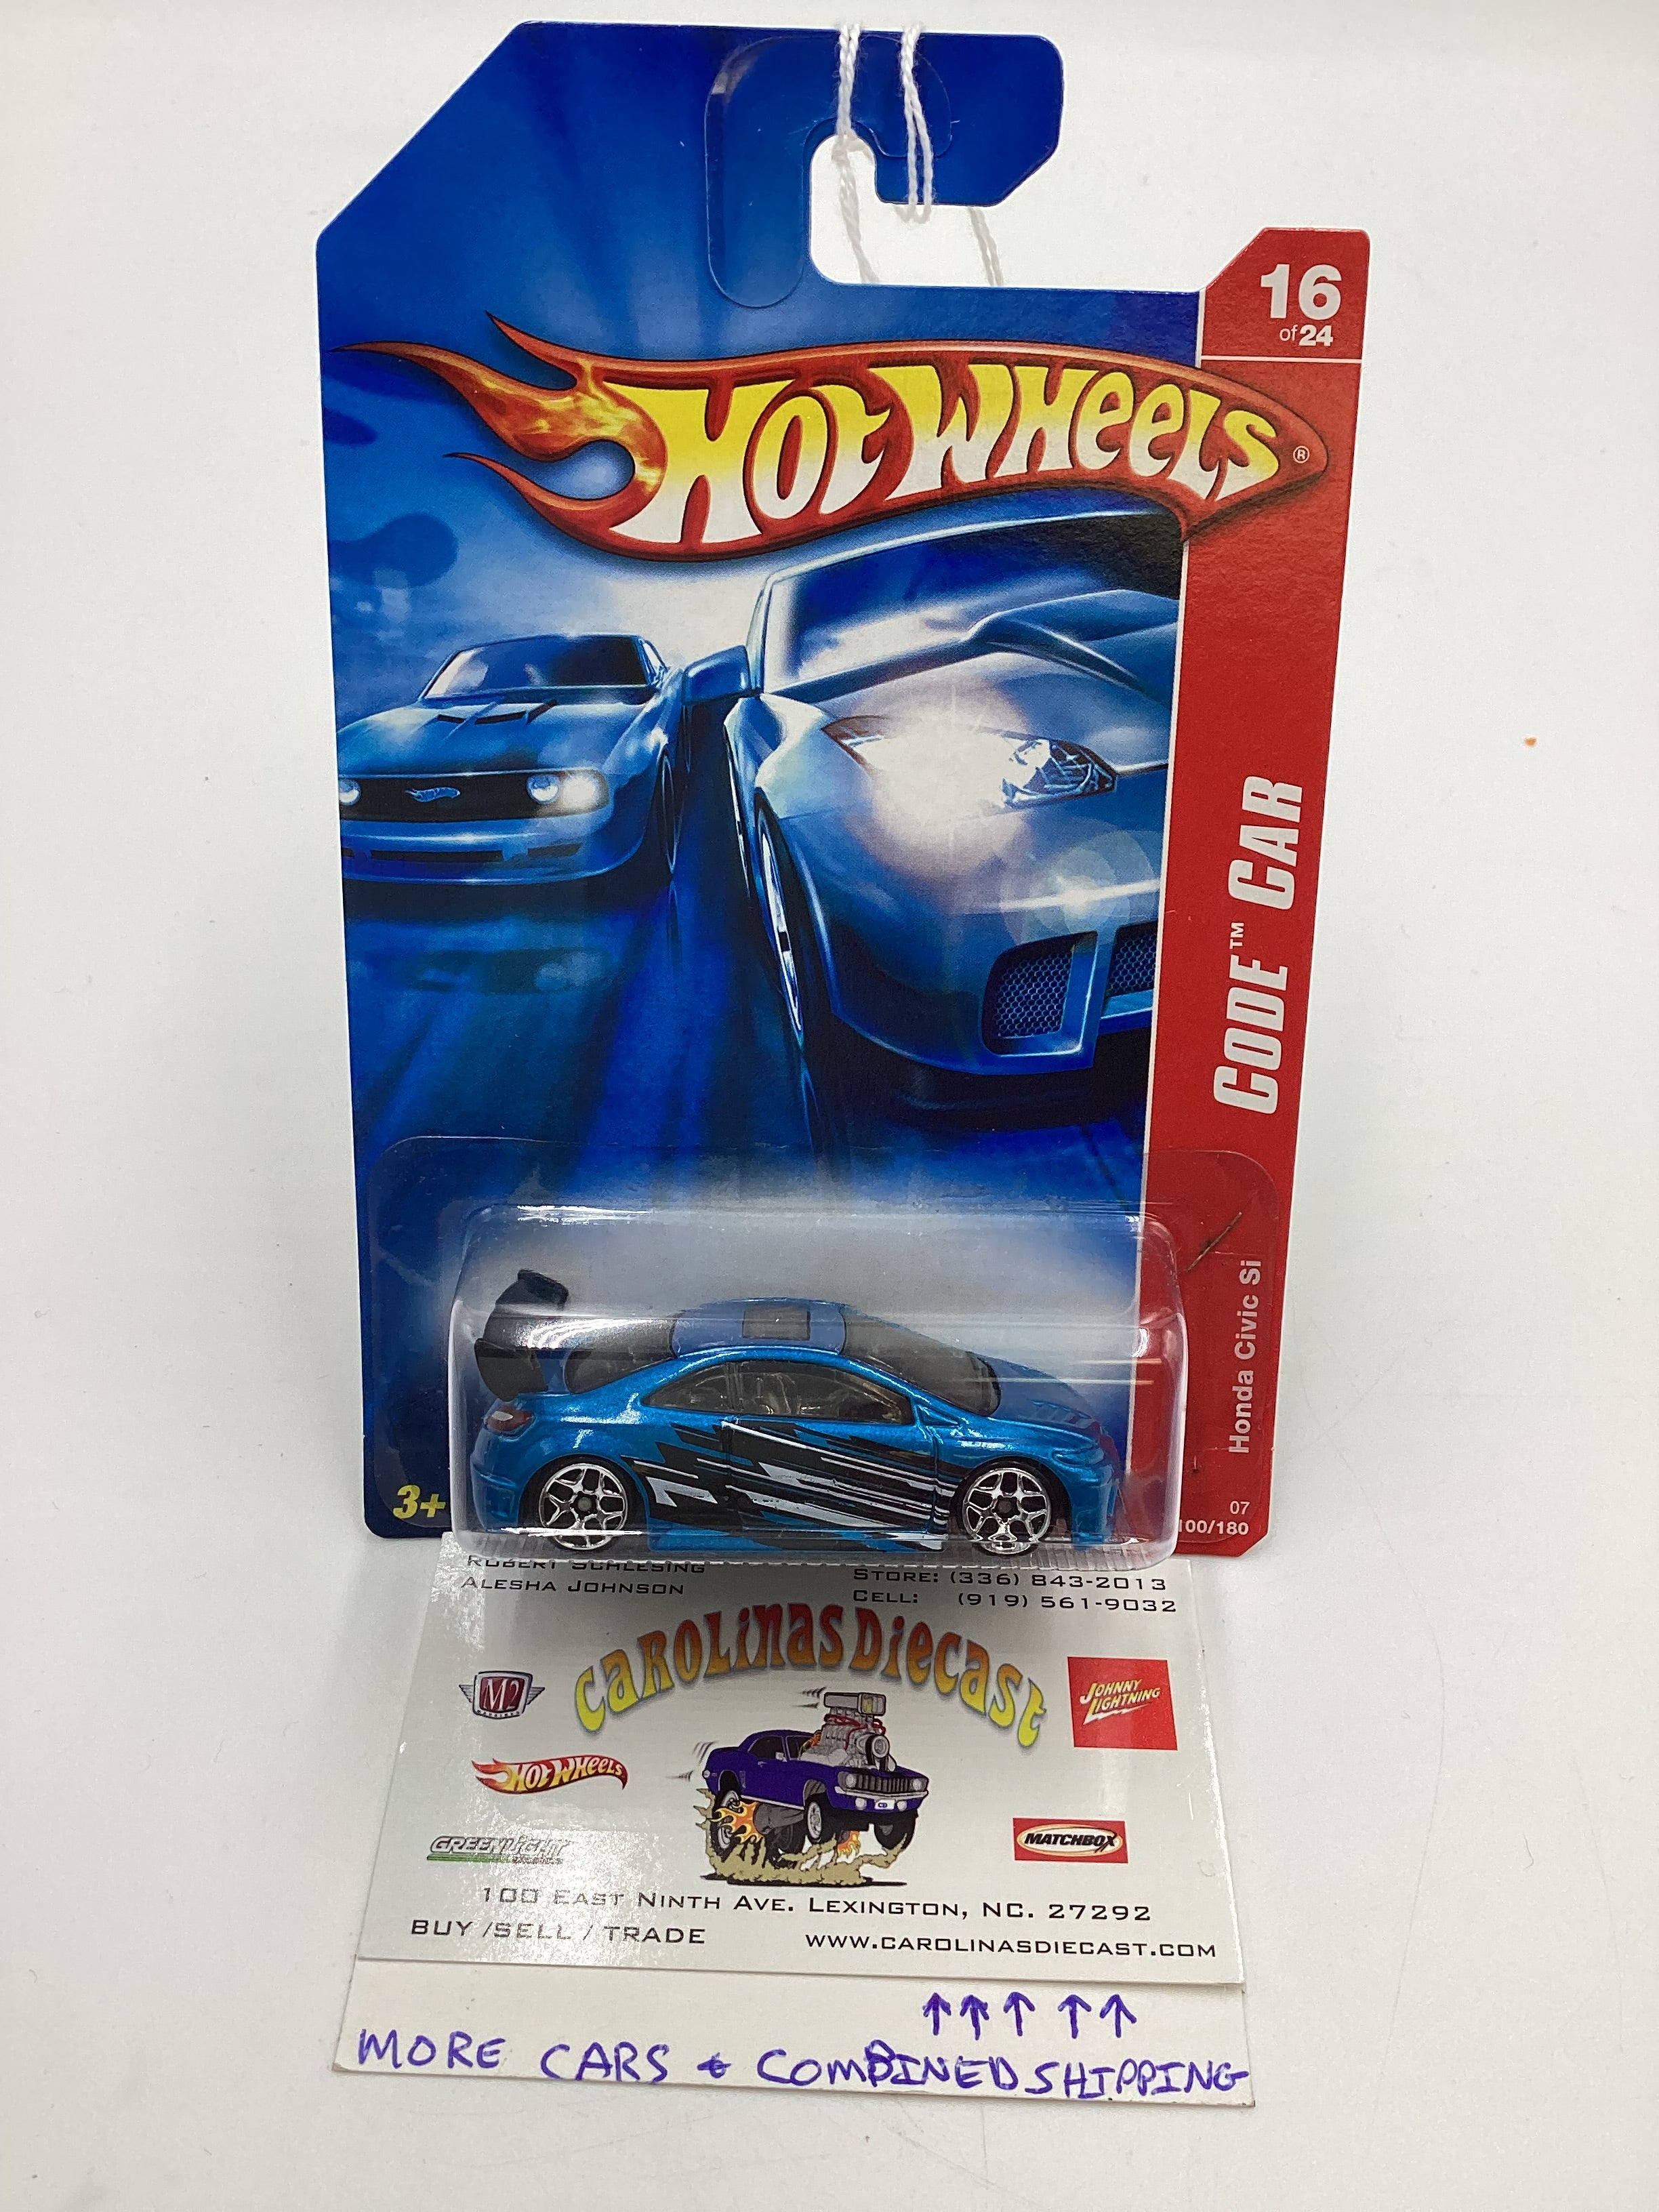 16
of 24
HOT WHEELS®
CODE™ CAR
Honda Civic Si
3+
07
100/180
ROBERT SCHLESING
ALESHA JOHNSON
STORE: (336) 843-2013
CELL: (919) 561-9032
CAROLINAS DIECAST
M2
MACHINES
JOHNNY LIGHTNING
HOT WHEELS
GREENLIGHT
MATCHBOX
100 EAST NINTH AVE. LEXINGTON, NC. 27292
BUY / SELL / TRADE
WWW.CAROLINASDIECAST.COM
↑↑↑ ↑↑
MORE CARS & COMBINED SHIPPING